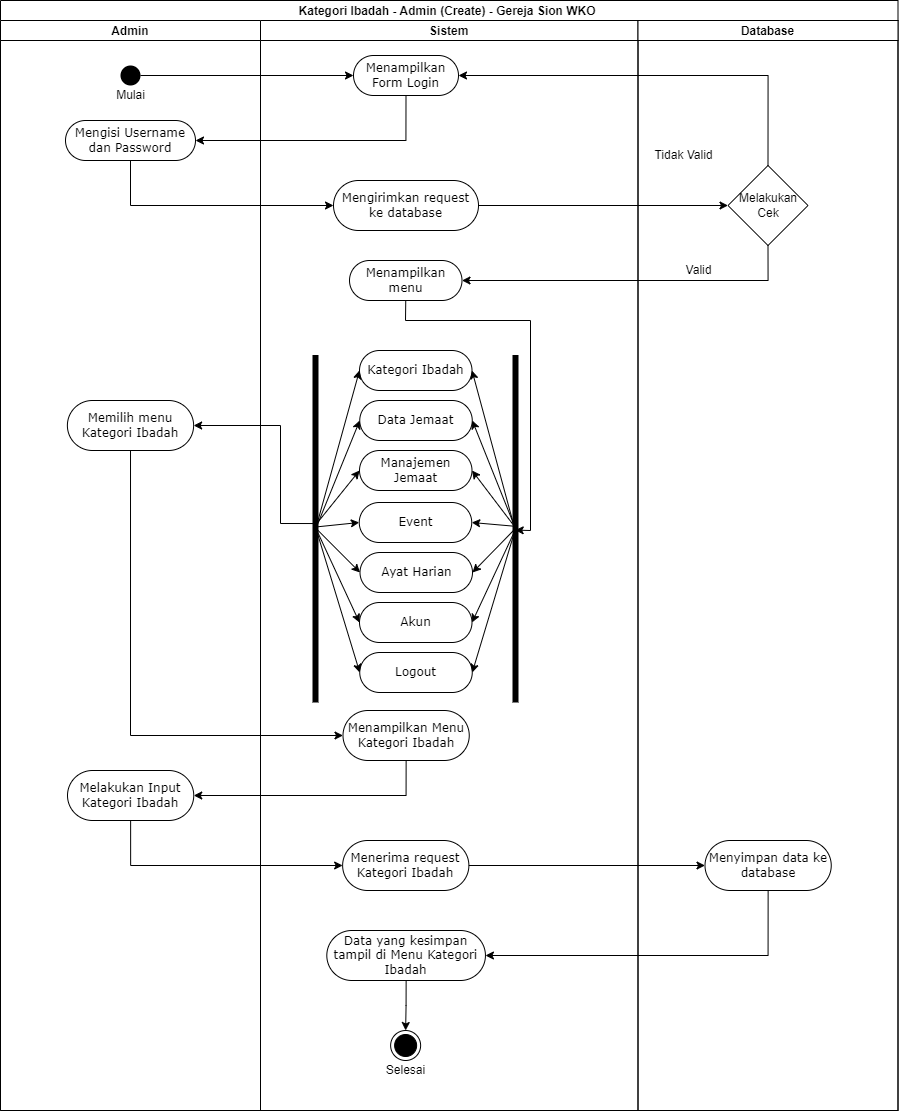 Kategori Ibadah - Admin (Create) - Gereja Sion WKO
Admin
Sistem
Database
Mulai
Menampilkan
Form Login
Mengisi Username
dan Password
Tidak Valid
Mengirimkan request
ke database
Melakukan
Cek
Valid
Menampilkan
menu
Kategori Ibadah
Data Jemaat
Manajemen
Jemaat
Event
Ayat Harian
Akun
Logout
Memilih menu
Kategori Ibadah
Menampilkan Menu
Kategori Ibadah
Melakukan Input
Kategori Ibadah
Menerima request
Kategori Ibadah
Menyimpan data ke
database
Data yang kesimpan
tampil di Menu Kategori
Ibadah
Selesai